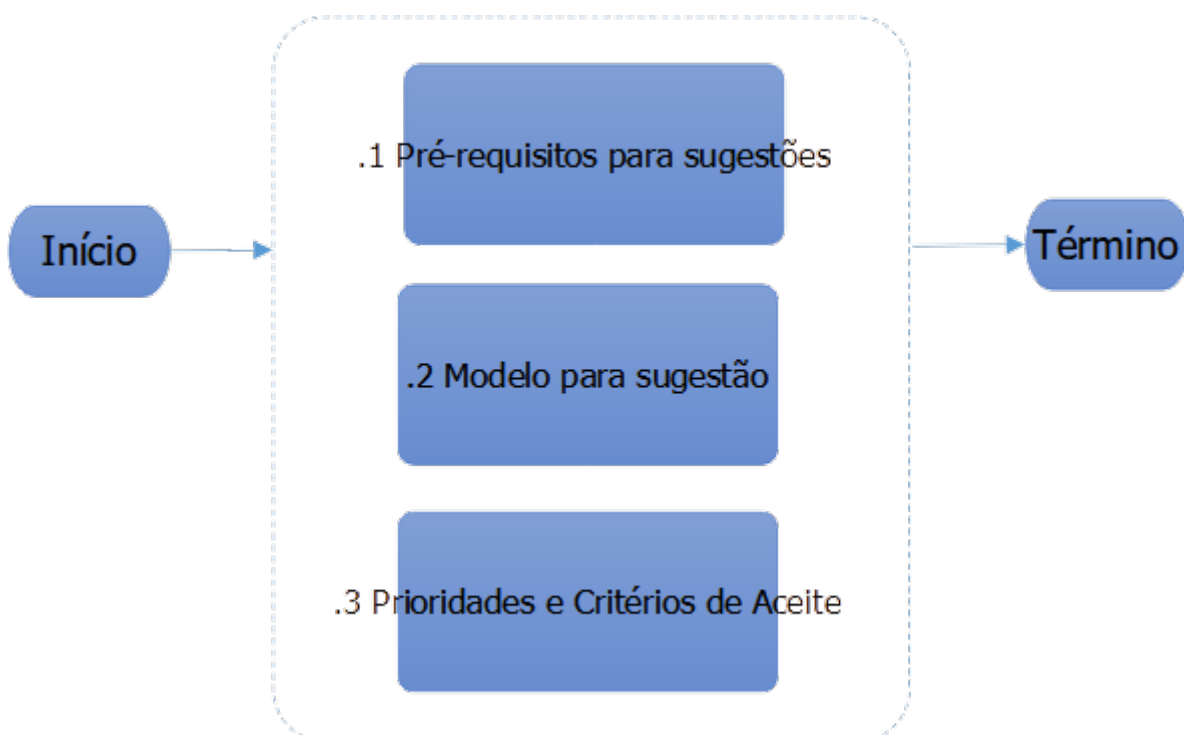 Início
.1 Pré-requisitos para sugestões
.2 Modelo para sugestão
.3 Prioridades e Critérios de Aceite
Término